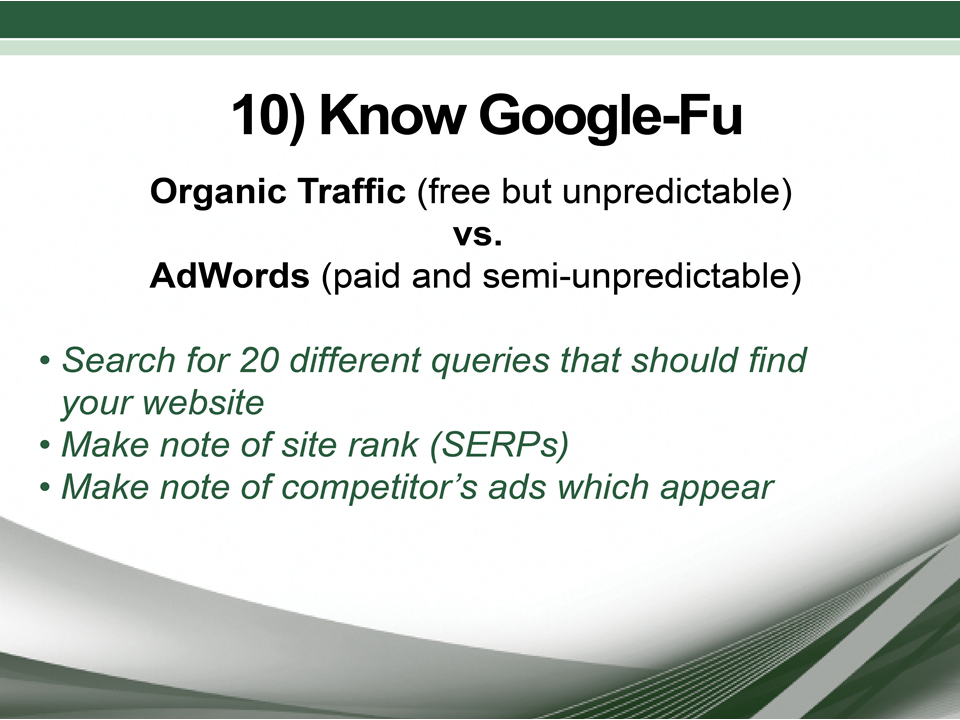 10) Know Google-Fu
Organic Traffic (free but unpredictable)
vs.
AdWords (paid and semi-unpredictable)
• Search for 20 different queries that should find
your website
• Make note of site rank (SERPs)
• Make note of competitor’s ads which appear